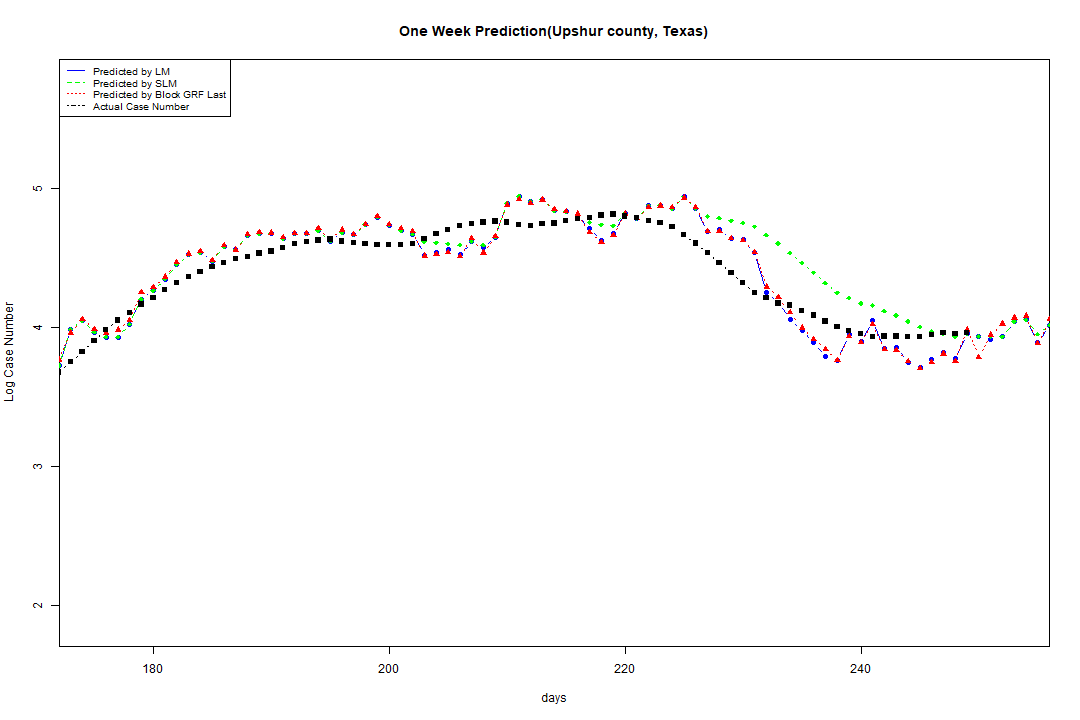 One Week Prediction(Upshur county, Texas)
Predicted by LM
Predicted by SLM
Predicted by Block GRF Last
Actual Case Number
5
4
3
2
Log Case Number
180 200 220 240
days